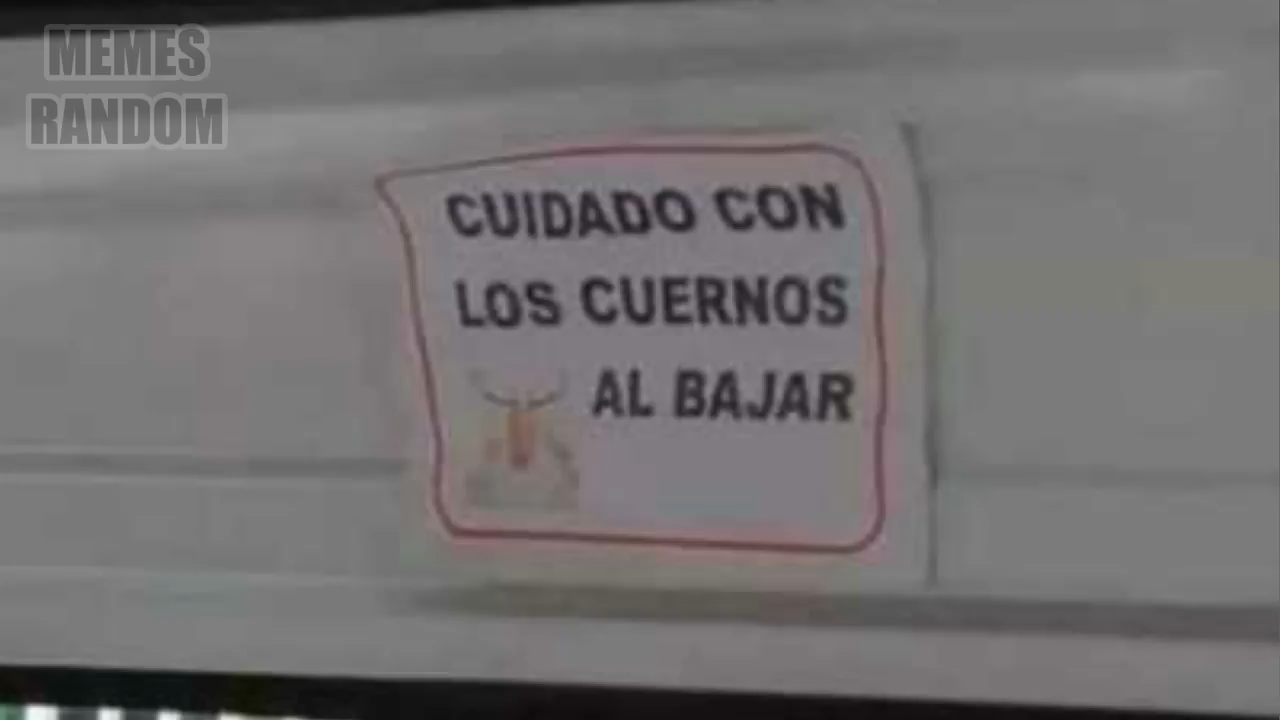 MEMES
RANDOM
CUIDADO CON
LOS CUERNOS
AL BAJAR